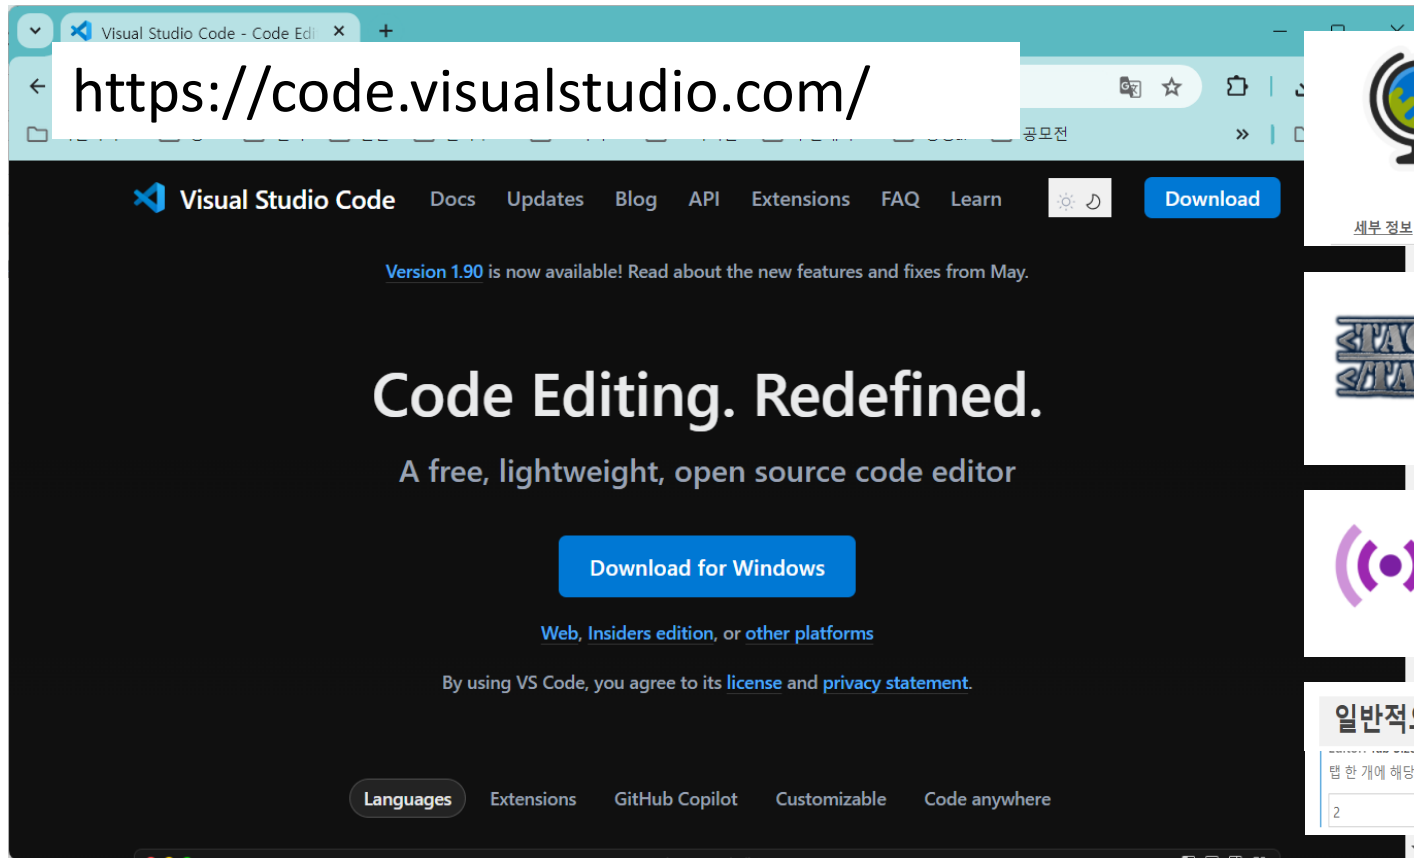 Visual Studio Code - Code Edi
https://code.visualstudio.com/
공모전
Visual Studio Code Docs Updates Blog API Extensions FAQ Learn Download
Version 1.90 is now available! Read about the new features and fixes from May.
Code Editing. Redefined.
A free, lightweight, open source code editor
Download for Windows
Web, Insiders edition, or other platforms
By using VS Code, you agree to its license and privacy statement.
Languages Extensions GitHub Copilot Customizable Code anywhere
세부 정보
<TA
</TA
일반적
탭 한 개에 해당
2